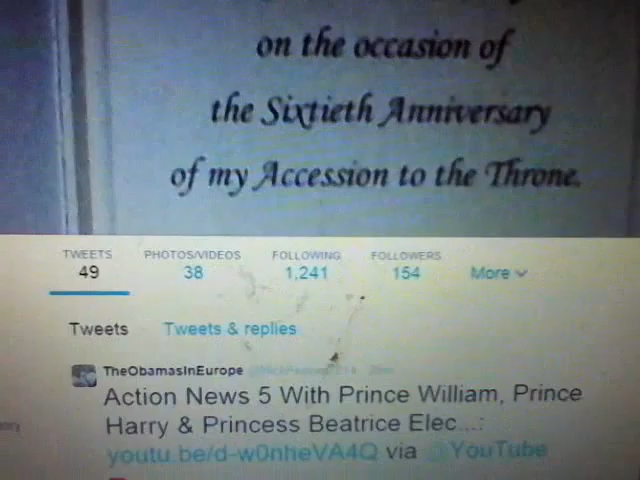 on the occasion of
the Sixtieth Anniversary
of my Accession to the Throne.
TWEETS PHOTOS/VIDEOS FOLLOWING FOLLOWERS
49 38 1,241 154 More
Tweets Tweets & replies
TheObamasInEurope
Action News 5 With Prince William, Prince
Harry & Princess Beatrice Elec...:
youtu.be/d-w0nheVA4Q via @YouTube